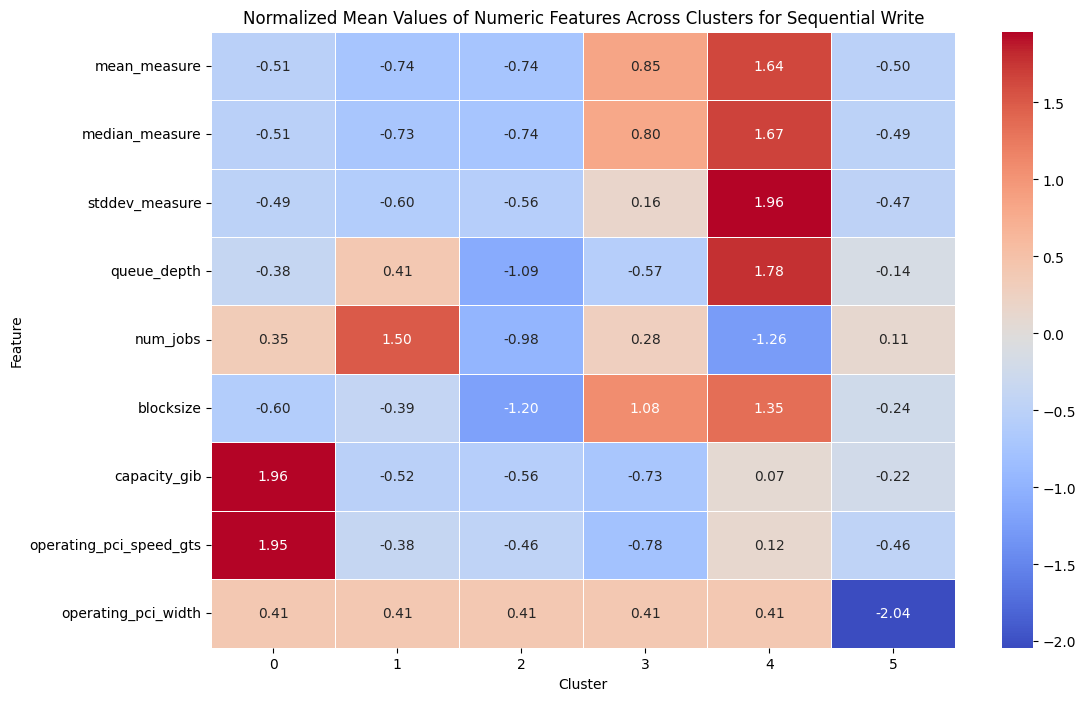 Normalized Mean Values of Numeric Features Across Clusters for Sequential Write
mean_measure -0.51 -0.74 -0.74 0.85 1.64 -0.50
median_measure -0.51 -0.73 -0.74 0.80 1.67 -0.49
stddev_measure -0.49 -0.60 -0.56 0.16 1.96 -0.47
queue_depth -0.38 0.41 -1.09 -0.57 1.78 -0.14
num_jobs 0.35 1.50 -0.98 0.28 -1.26 0.11
blocksize -0.60 -0.39 -1.20 1.08 1.35 -0.24
capacity_gib 1.96 -0.52 -0.56 -0.73 0.07 -0.22
operating_pci_speed_gts 1.95 -0.38 -0.46 -0.78 0.12 -0.46
operating_pci_width 0.41 0.41 0.41 0.41 0.41 -2.04
0 1 2 3 4 5
Cluster
Feature
1.5
1.0
0.5
0.0
−0.5
−1.0
−1.5
−2.0